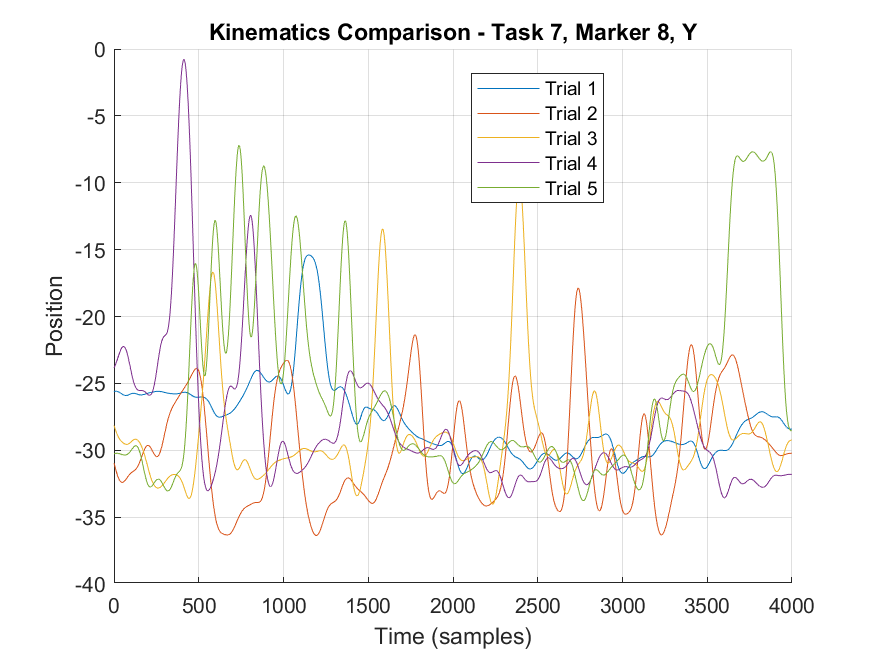 Kinematics Comparison - Task 7, Marker 8, Y
0
-5
-10
-15
-20
-25
-30
-35
-40
Position
Trial 1
Trial 2
Trial 3
Trial 4
Trial 5
0 500 1000 1500 2000 2500 3000 3500 4000
Time (samples)